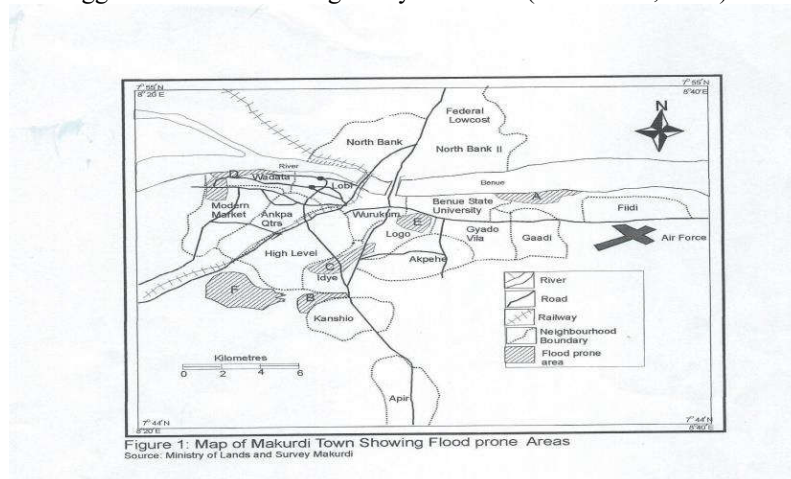 7° 55' N
8° 20' E
7° 55' N
8° 40' E
N
Federal
Lowcost
North Bank
North Bank II
River
Benue
D
Wadata
Lobi
Modern
Market
Ankpa
Qtrs
Wurukum
Benue State
University
A
Fiidi
E
Logo
Gyado
Vila
Gaadi
Air Force
High Level
Akpehe
C
Idye
F
B
Kanshio
River
Road
Railway
Neighbourhood
Boundary
Flood prone
area
Kilometres
0 2 4 6
Apir
7° 44' N
8° 20' E
7° 44' N
8° 40' E
Figure 1: Map of Makurdi Town Showing Flood prone Areas
Source: Ministry of Lands and Survey Makurdi